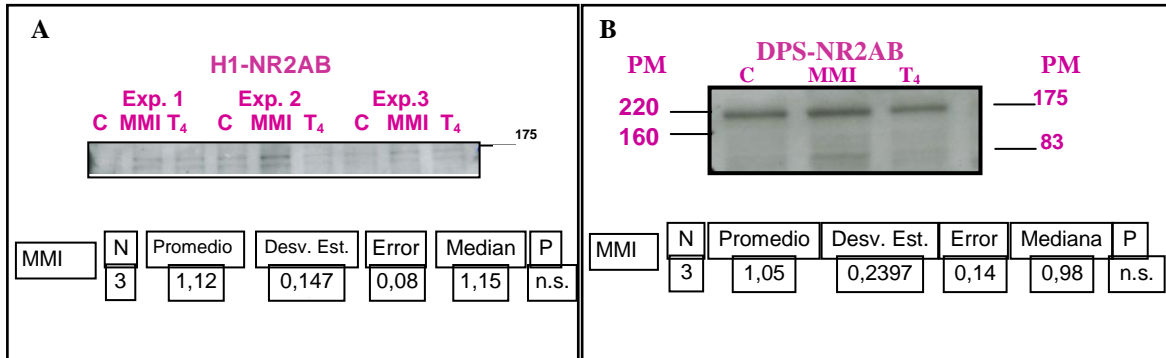 A
H1-NR2AB
Exp. 1 Exp. 2 Exp.3
C MMI T4 C MMI T4 C MMI T4
175
MMI
N Promedio Desv. Est. Error Median P
3 1,12 0,147 0,08 1,15 n.s.
B
DPS-NR2AB
PM C MMI T4 PM
220 175
160 83
MMI
N Promedio Desv. Est. Error Mediana P
3 1,05 0,2397 0,14 0,98 n.s.